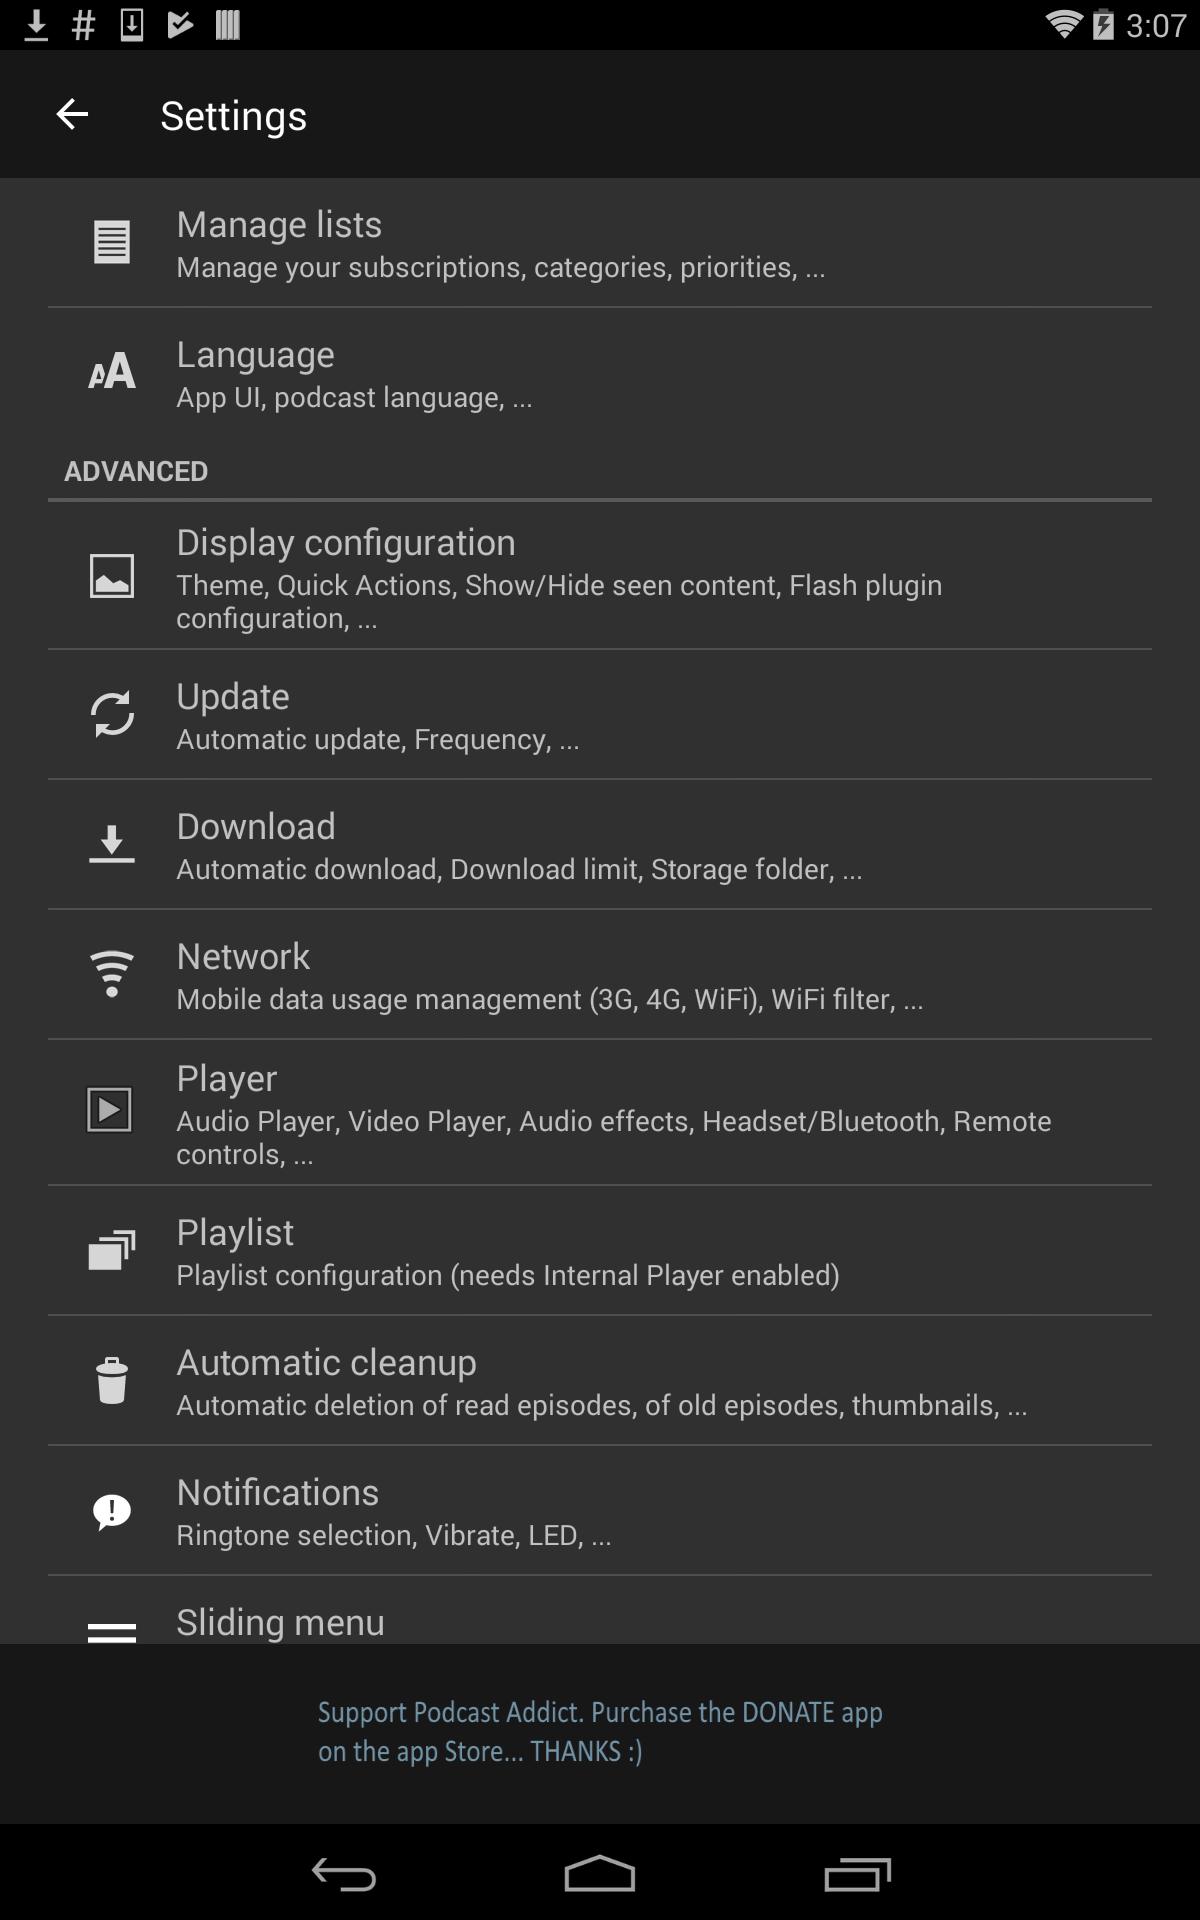 3:07
Settings
Manage lists
Manage your subscriptions, categories, priorities, ...
Language
App UI, podcast language, ...
ADVANCED
Display configuration
Theme, Quick Actions, Show/Hide seen content, Flash plugin
configuration, ...
Update
Automatic update, Frequency, ...
Download
Automatic download, Download limit, Storage folder, ...
Network
Mobile data usage management (3G, 4G, WiFi), WiFi filter, ...
Player
Audio Player, Video Player, Audio effects, Headset/Bluetooth, Remote
controls, ...
Playlist
Playlist configuration (needs Internal Player enabled)
Automatic cleanup
Automatic deletion of read episodes, of old episodes, thumbnails, ...
Notifications
Ringtone selection, Vibrate, LED, ...
Sliding menu
Support Podcast Addict. Purchase the DONATE app
on the app Store... THANKS :)